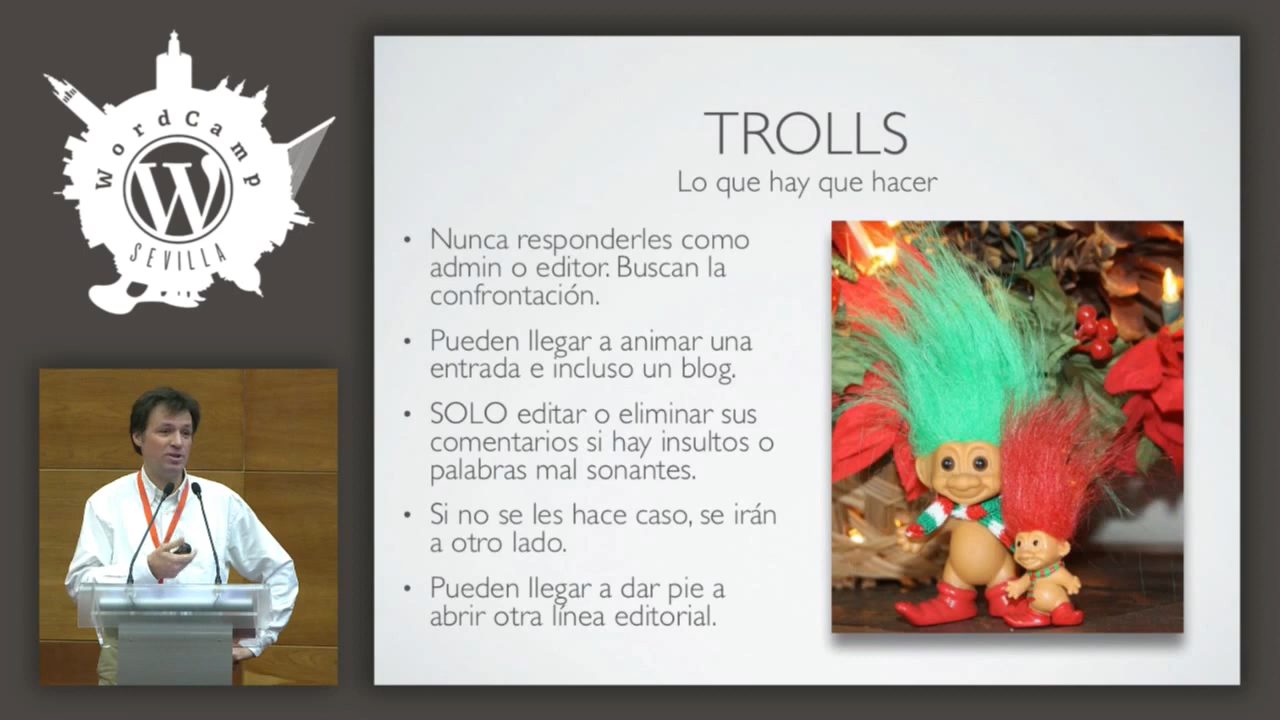 WordCamp
SEVILLA
TROLLS
Lo que hay que hacer
• Nunca responderles como
admin o editor. Buscan la
confrontación.
• Pueden llegar a animar una
entrada e incluso un blog.
• SOLO editar o eliminar sus
comentarios si hay insultos o
palabras mal sonantes.
• Si no se les hace caso, se irán
a otro lado.
• Pueden llegar a dar pie a
abrir otra línea editorial.